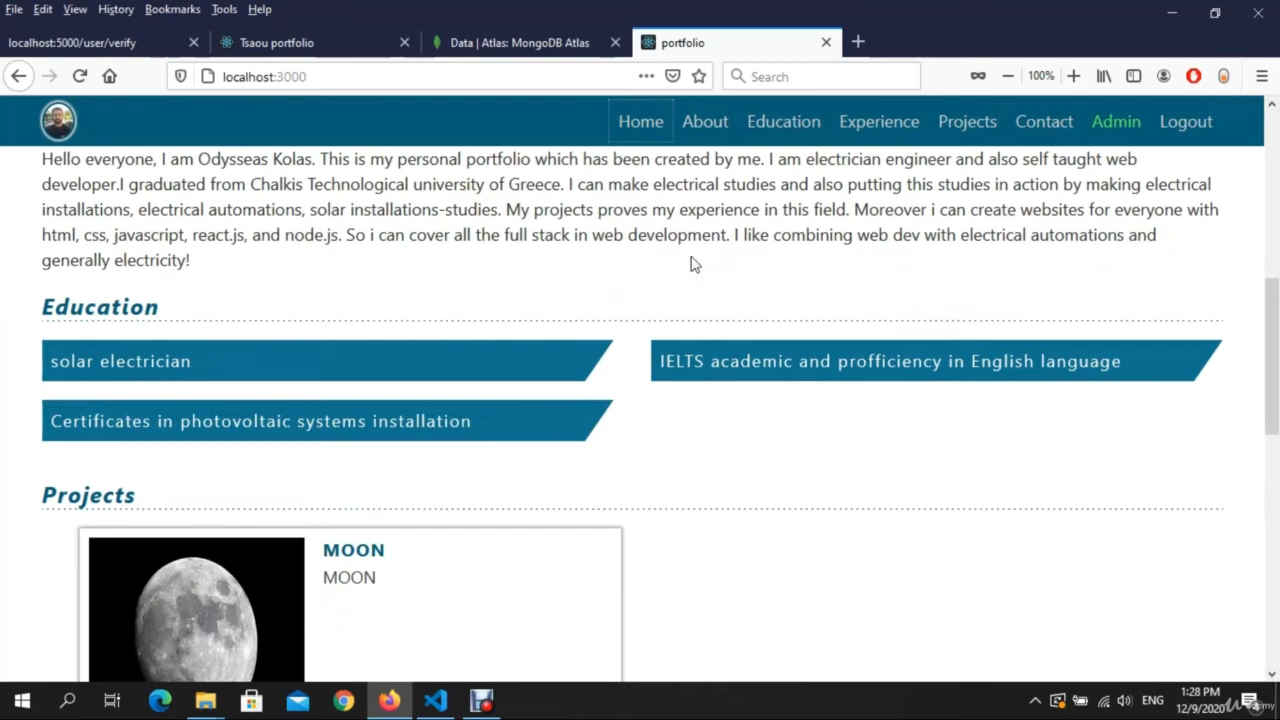 File Edit View History Bookmarks Tools Help
localhost:5000/user/verify
Tsaou portfolio
Data | Atlas: MongoDB Atlas
portfolio
localhost:3000
Search
100%
Home About Education Experience Projects Contact Admin Logout
Hello everyone, I am Odysseas Kolas. This is my personal portfolio which has been created by me. I am electrician engineer and also self taught web
developer.I graduated from Chalkis Technological university of Greece. I can make electrical studies and also putting this studies in action by making electrical
installations, electrical automations, solar installations-studies. My projects proves my experience in this field. Moreover i can create websites for everyone with
html, css, javascript, react.js, and node.js. So i can cover all the full stack in web development. I like combining web dev with electrical automations and
generally electricity!
Education
solar electrician
IELTS academic and profficiency in English language
Certificates in photovoltaic systems installation
Projects
MOON
MOON
ENG
1:28 PM
12/9/2020